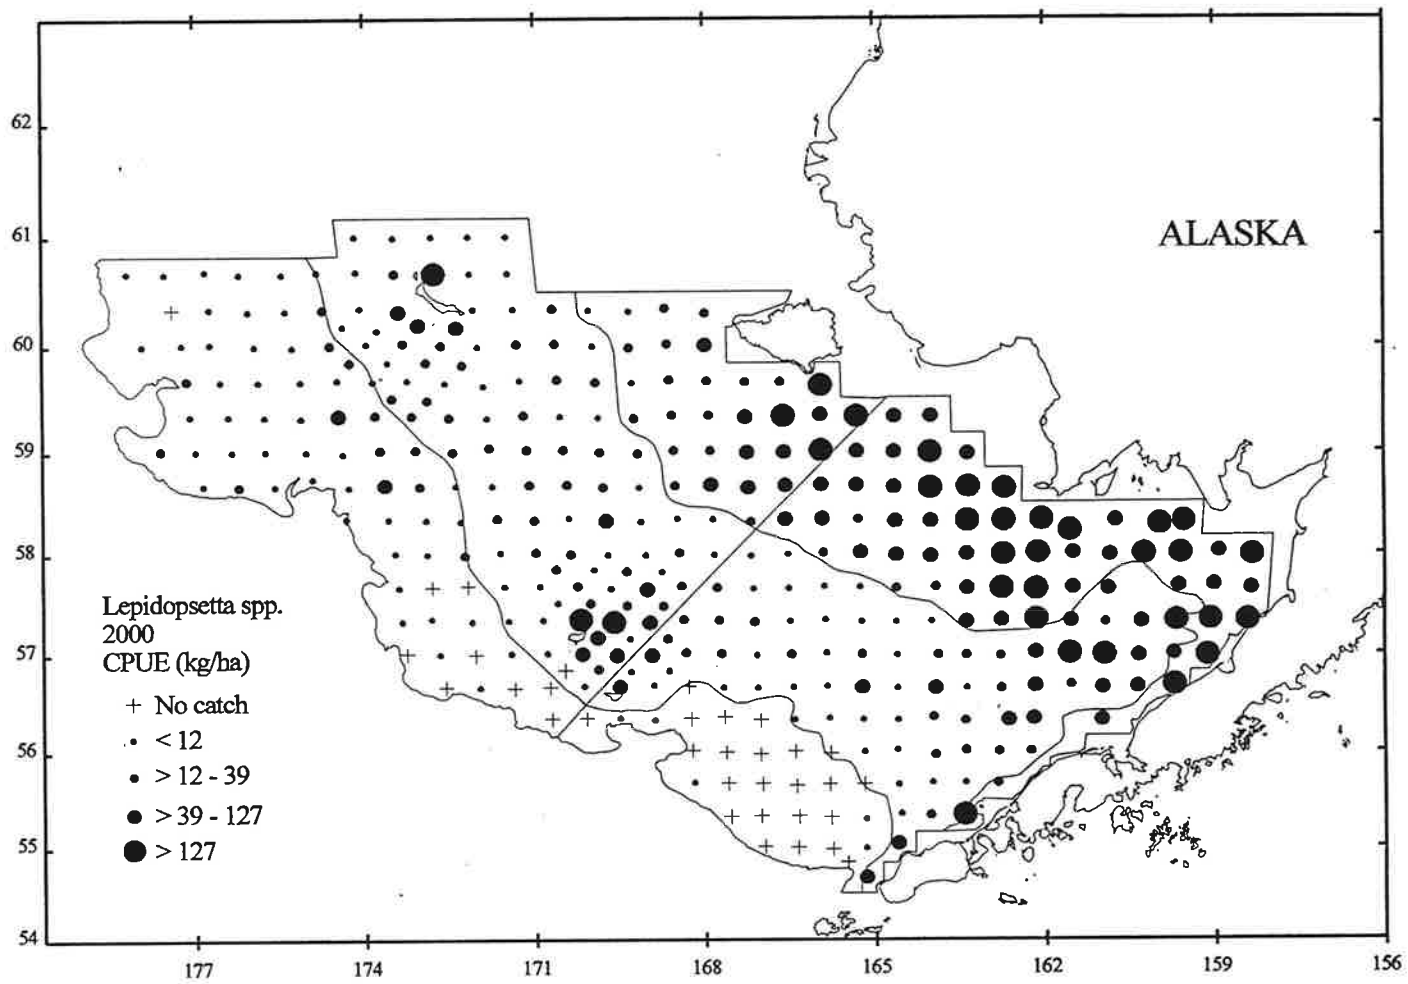 62
61
60
59
58
57
56
55
54
ALASKA
Lepidopsetta spp.
2000
CPUE (kg/ha)
+ No catch
< 12
> 12 - 39
> 39 - 127
> 127
177 174 171 168 165 162 159 156